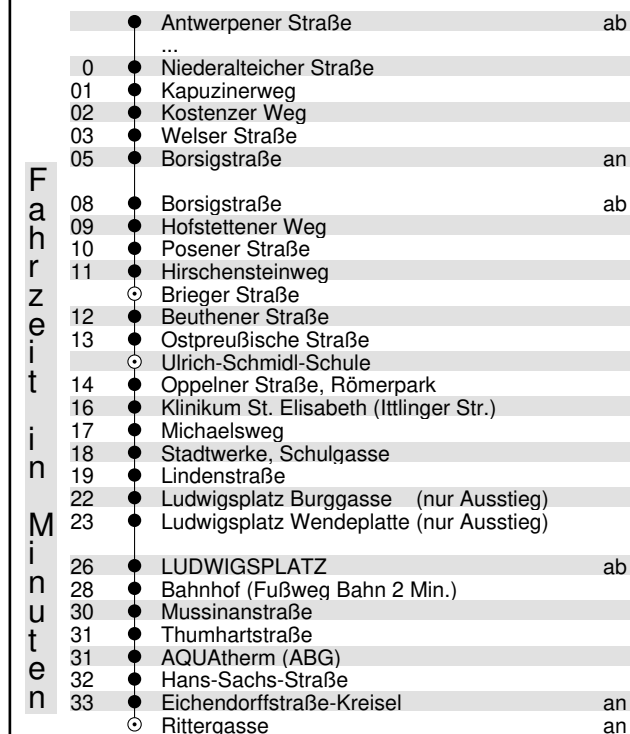 Antwerpener Straße ab
...
0 Niederalteicher Straße
01 Kapuzinerweg
02 Kostenzer Weg
03 Welser Straße
05 Borsigstraße an
08 Borsigstraße ab
09 Hofstettener Weg
10 Posener Straße
11 Hirschensteinweg
Brieger Straße
12 Beuthener Straße
13 Ostpreußische Straße
Ulrich-Schmidl-Schule
14 Oppelner Straße, Römerpark
16 Klinikum St. Elisabeth (Ittlinger Str.)
17 Michaelsweg
18 Stadtwerke, Schulgasse
19 Lindenstraße
22 Ludwigsplatz Burggasse (nur Ausstieg)
23 Ludwigsplatz Wendeplatte (nur Ausstieg)
26 LUDWIGSPLATZ ab
28 Bahnhof (Fußweg Bahn 2 Min.)
30 Mussinanstraße
31 Thumhartstraße
31 AQUAtherm (ABG)
32 Hans-Sachs-Straße
33 Eichendorffstraße-Kreisel an
Rittergasse an
Fahrzeit in Minuten